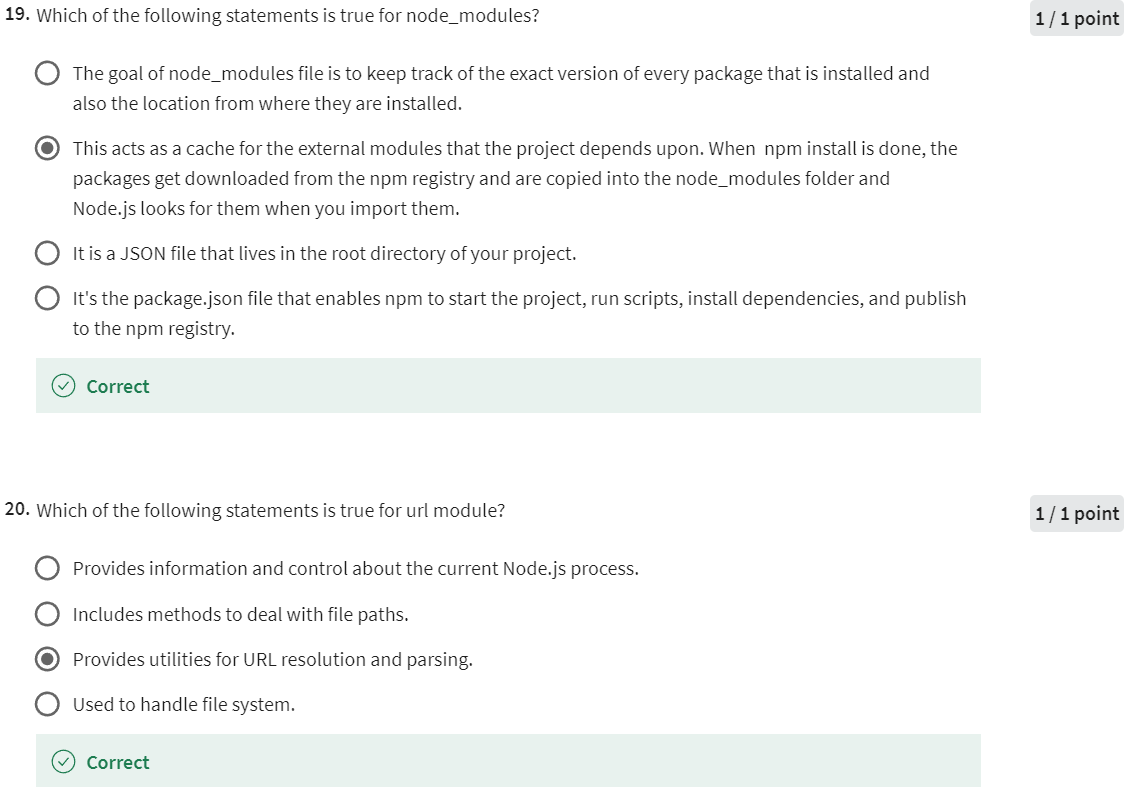 19. Which of the following statements is true for node_modules?
1 / 1 point
The goal of node_modules file is to keep track of the exact version of every package that is installed and
also the location from where they are installed.
This acts as a cache for the external modules that the project depends upon. When npm install is done, the
packages get downloaded from the npm registry and are copied into the node_modules folder and
Node.js looks for them when you import them.
It is a JSON file that lives in the root directory of your project.
It's the package.json file that enables npm to start the project, run scripts, install dependencies, and publish
to the npm registry.
Correct
20. Which of the following statements is true for url module?
1 / 1 point
Provides information and control about the current Node.js process.
Includes methods to deal with file paths.
Provides utilities for URL resolution and parsing.
Used to handle file system.
Correct